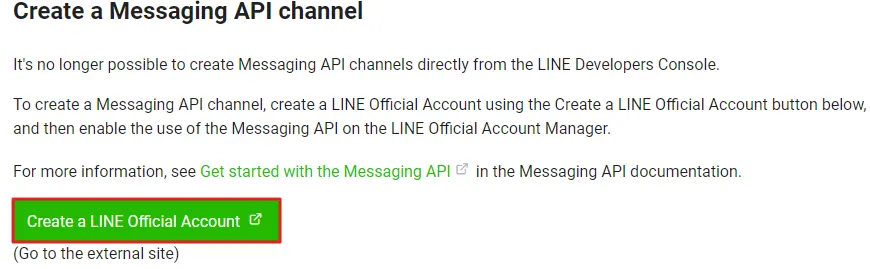 Create a Messaging API channel
It's no longer possible to create Messaging API channels directly from the LINE Developers Console.
To create a Messaging API channel, create a LINE Official Account using the Create a LINE Official Account button below,
and then enable the use of the Messaging API on the LINE Official Account Manager.
For more information, see Get started with the Messaging API in the Messaging API documentation.
Create a LINE Official Account
(Go to the external site)